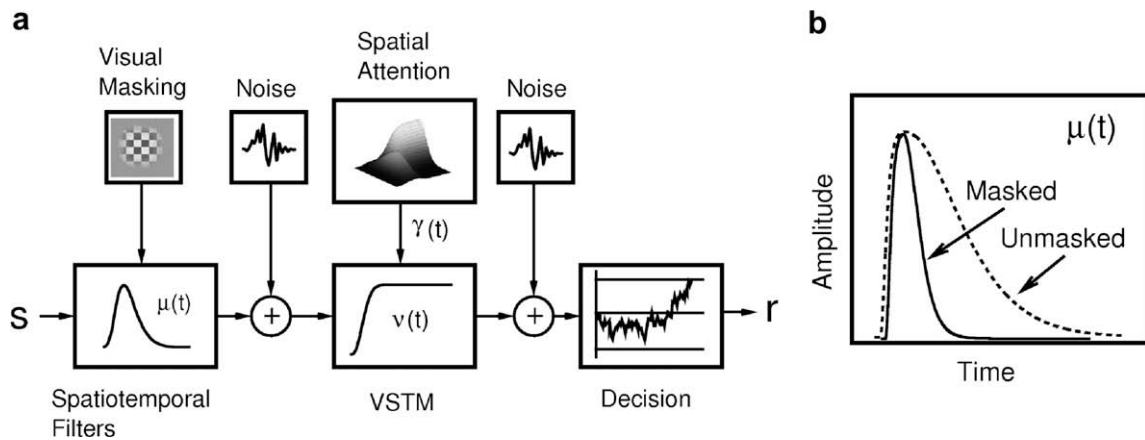 a
Visual
Masking
Noise
Spatial
Attention
Noise
γ(t)
S
μ(t)
+
ν(t)
+
r
Spatiotemporal
Filters
VSTM
Decision
b
μ(t)
Masked
Unmasked
Amplitude
Time